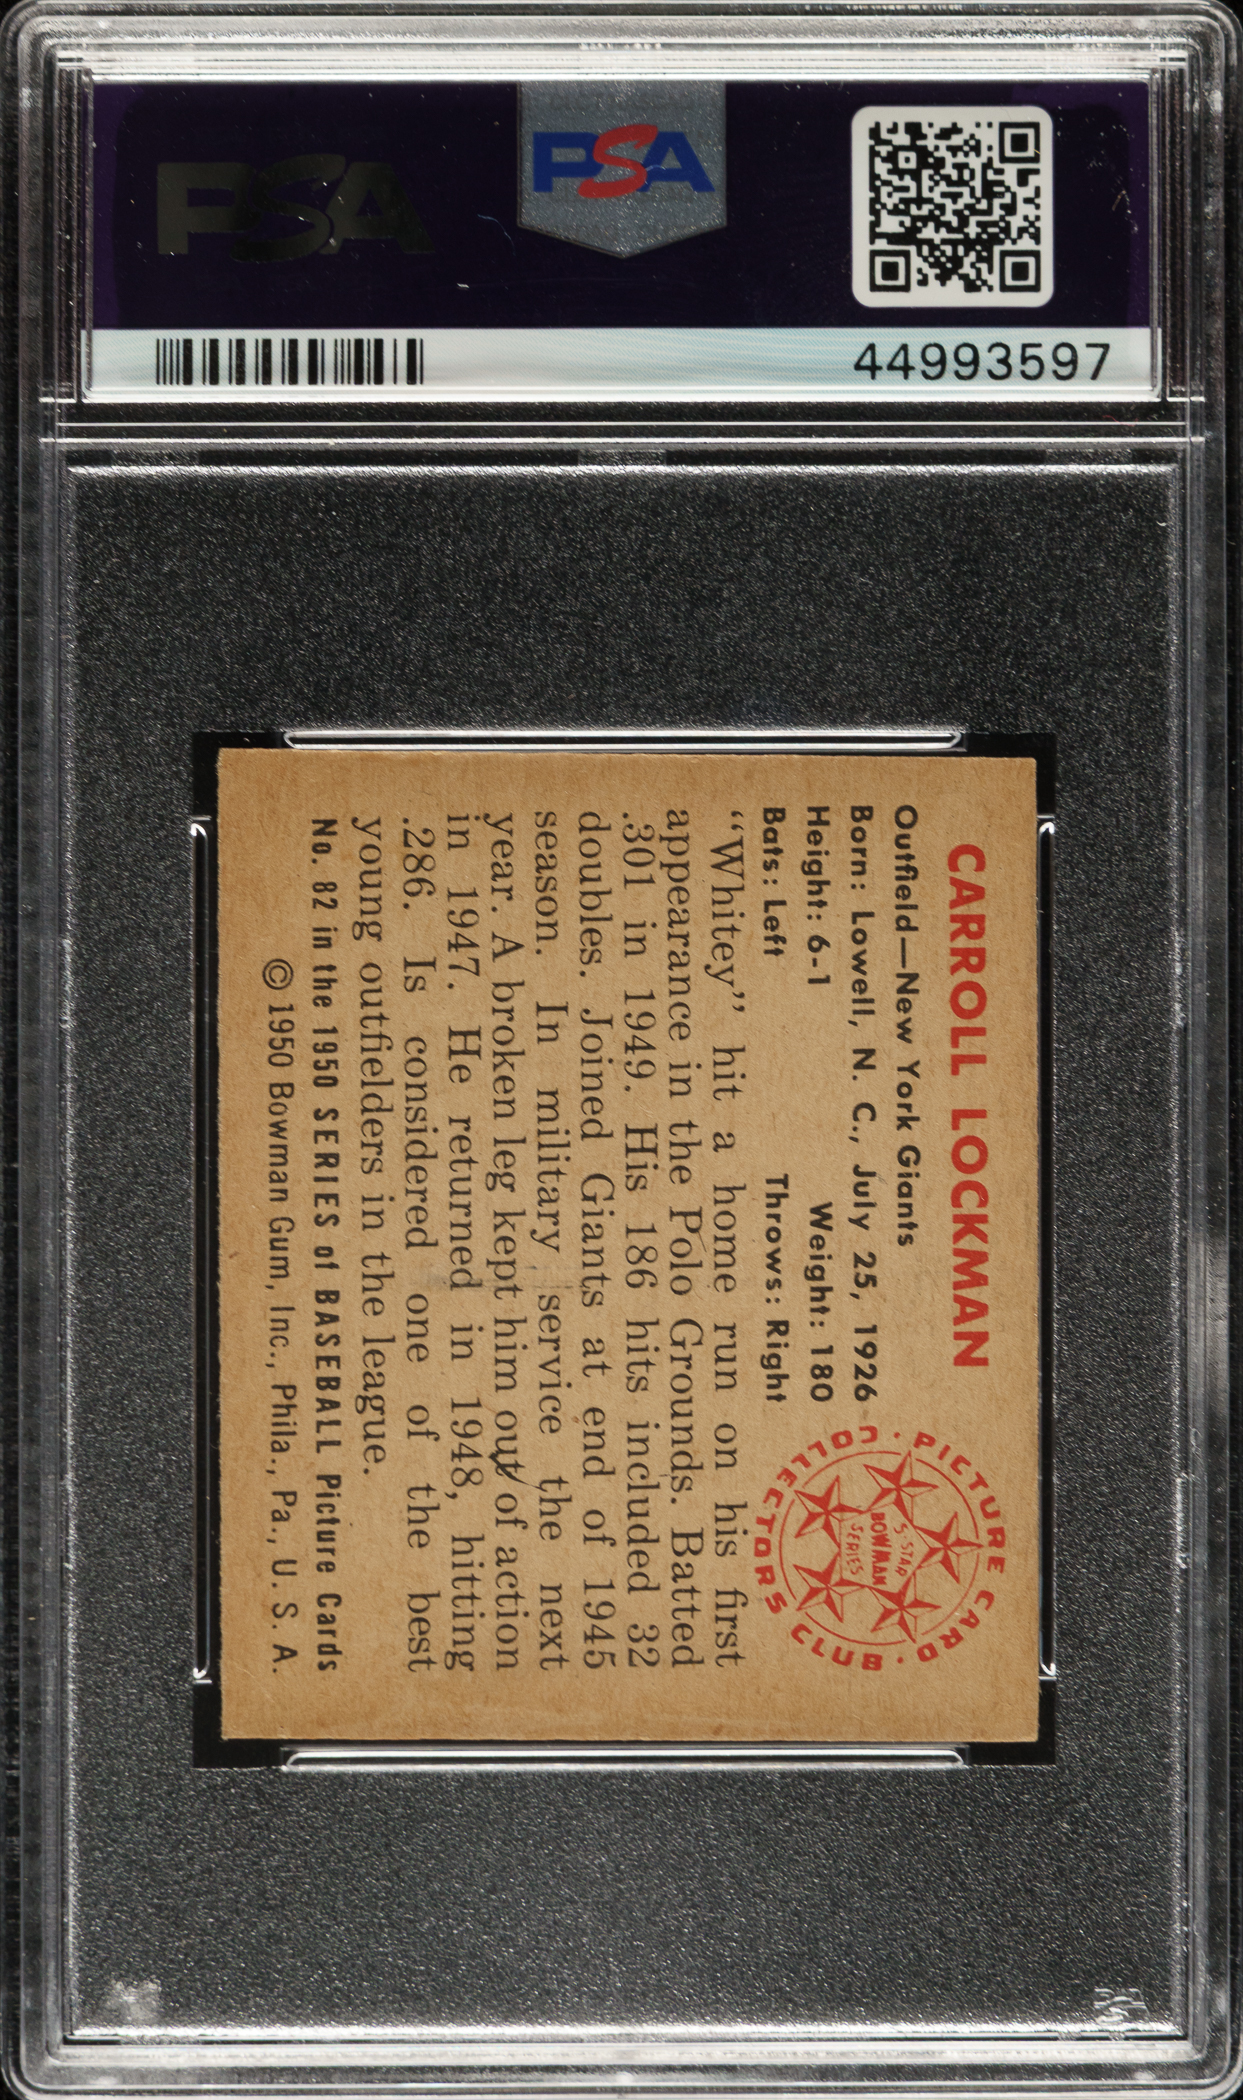 PSA
PSA
44993597
CARROLL LOCKMAN
Outfield—New York Giants
Born: Lowell, N. C., July 25, 1926
Height: 6-1 Weight: 180
Bats: Left Throws: Right
PICTURE CARD · COLLECTORS CLUB ·
5-STAR
BOWMAN
SERIES
“Whitey” hit a home run on his first
appearance in the Polo Grounds. Batted
.301 in 1949. His 186 hits included 32
doubles. Joined Giants at end of 1945
season. In military service the next
year. A broken leg kept him out of action
in 1947. He returned in 1948, hitting
.286. Is considered one of the best
young outfielders in the league.
No. 82 in the 1950 SERIES of BASEBALL Picture Cards
© 1950 Bowman Gum, Inc., Phila., Pa., U. S. A.